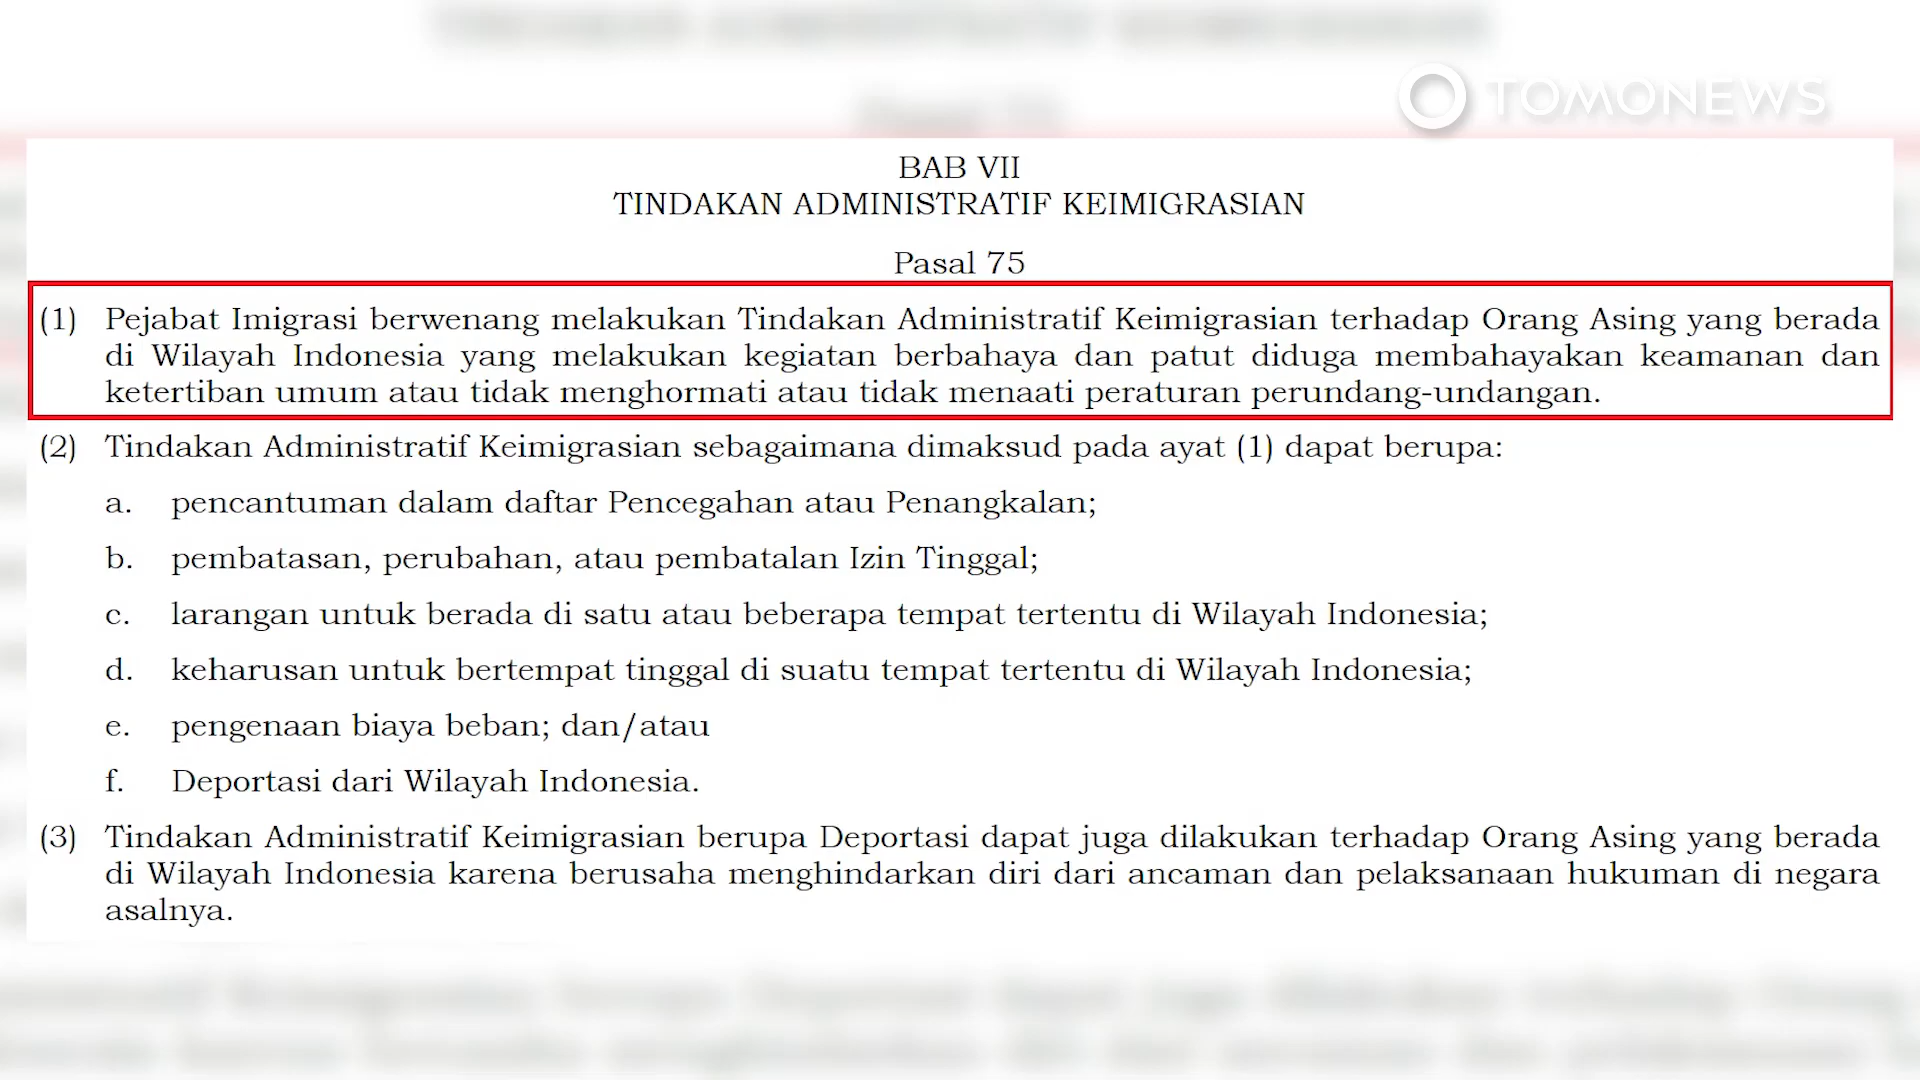 TOMONEWS
BAB VII
TINDAKAN ADMINISTRATIF KEIMIGRASIAN
Pasal 75
(1) Pejabat Imigrasi berwenang melakukan Tindakan Administratif Keimigrasian terhadap Orang Asing yang berada
di Wilayah Indonesia yang melakukan kegiatan berbahaya dan patut diduga membahayakan keamanan dan
ketertiban umum atau tidak menghormati atau tidak menaati peraturan perundang-undangan.
(2) Tindakan Administratif Keimigrasian sebagaimana dimaksud pada ayat (1) dapat berupa:
a. pencantuman dalam daftar Pencegahan atau Penangkalan;
b. pembatasan, perubahan, atau pembatalan Izin Tinggal;
c. larangan untuk berada di satu atau beberapa tempat tertentu di Wilayah Indonesia;
d. keharusan untuk bertempat tinggal di suatu tempat tertentu di Wilayah Indonesia;
e. pengenaan biaya beban; dan/atau
f. Deportasi dari Wilayah Indonesia.
(3) Tindakan Administratif Keimigrasian berupa Deportasi dapat juga dilakukan terhadap Orang Asing yang berada
di Wilayah Indonesia karena berusaha menghindarkan diri dari ancaman dan pelaksanaan hukuman di negara
asalnya.